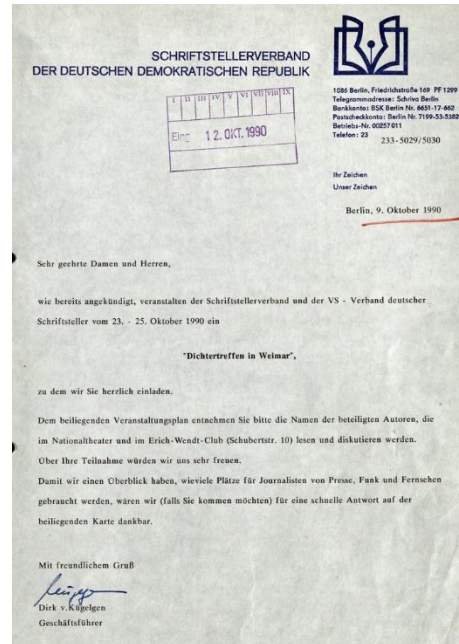 SCHRIFTSTELLERVERBAND
DER DEUTSCHEN DEMOKRATISCHEN REPUBLIK
1086 Berlin, Friedrichstraße 169 PF 1299
Telegrammadresse: Schrivo Berlin
Bankkonto: BSK Berlin Nr. 6651-17-662
Postscheckkonto: Berlin Nr. 7199-53-5382
Betriebs-Nr. 00257011
Telefon: 23 233-5029/5030
I II III IV V VI VII VIII IX
Eing. 12. OKT. 1990
Ihr Zeichen
Unser Zeichen
Berlin, 9. Oktober 1990
Sehr geehrte Damen und Herren,
wie bereits angekündigt, veranstalten der Schriftstellerverband und der VS - Verband deutscher
Schriftsteller vom 23. - 25. Oktober 1990 ein
"Dichtertreffen in Weimar",
zu dem wir Sie herzlich einladen.
Dem beiliegenden Veranstaltungsplan entnehmen Sie bitte die Namen der beteiligten Autoren, die
im Nationaltheater und im Erich-Wendt-Club (Schubertstr. 10) lesen und diskutieren werden.
Über Ihre Teilnahme würden wir uns sehr freuen.
Damit wir einen Überblick haben, wieviele Plätze für Journalisten von Presse, Funk und Fernsehen
gebraucht werden, wären wir (falls Sie kommen möchten) für eine schnelle Antwort auf der
beiliegenden Karte dankbar.
Mit freundlichem Gruß
Dirk v. Kügelgen
Geschäftsführer